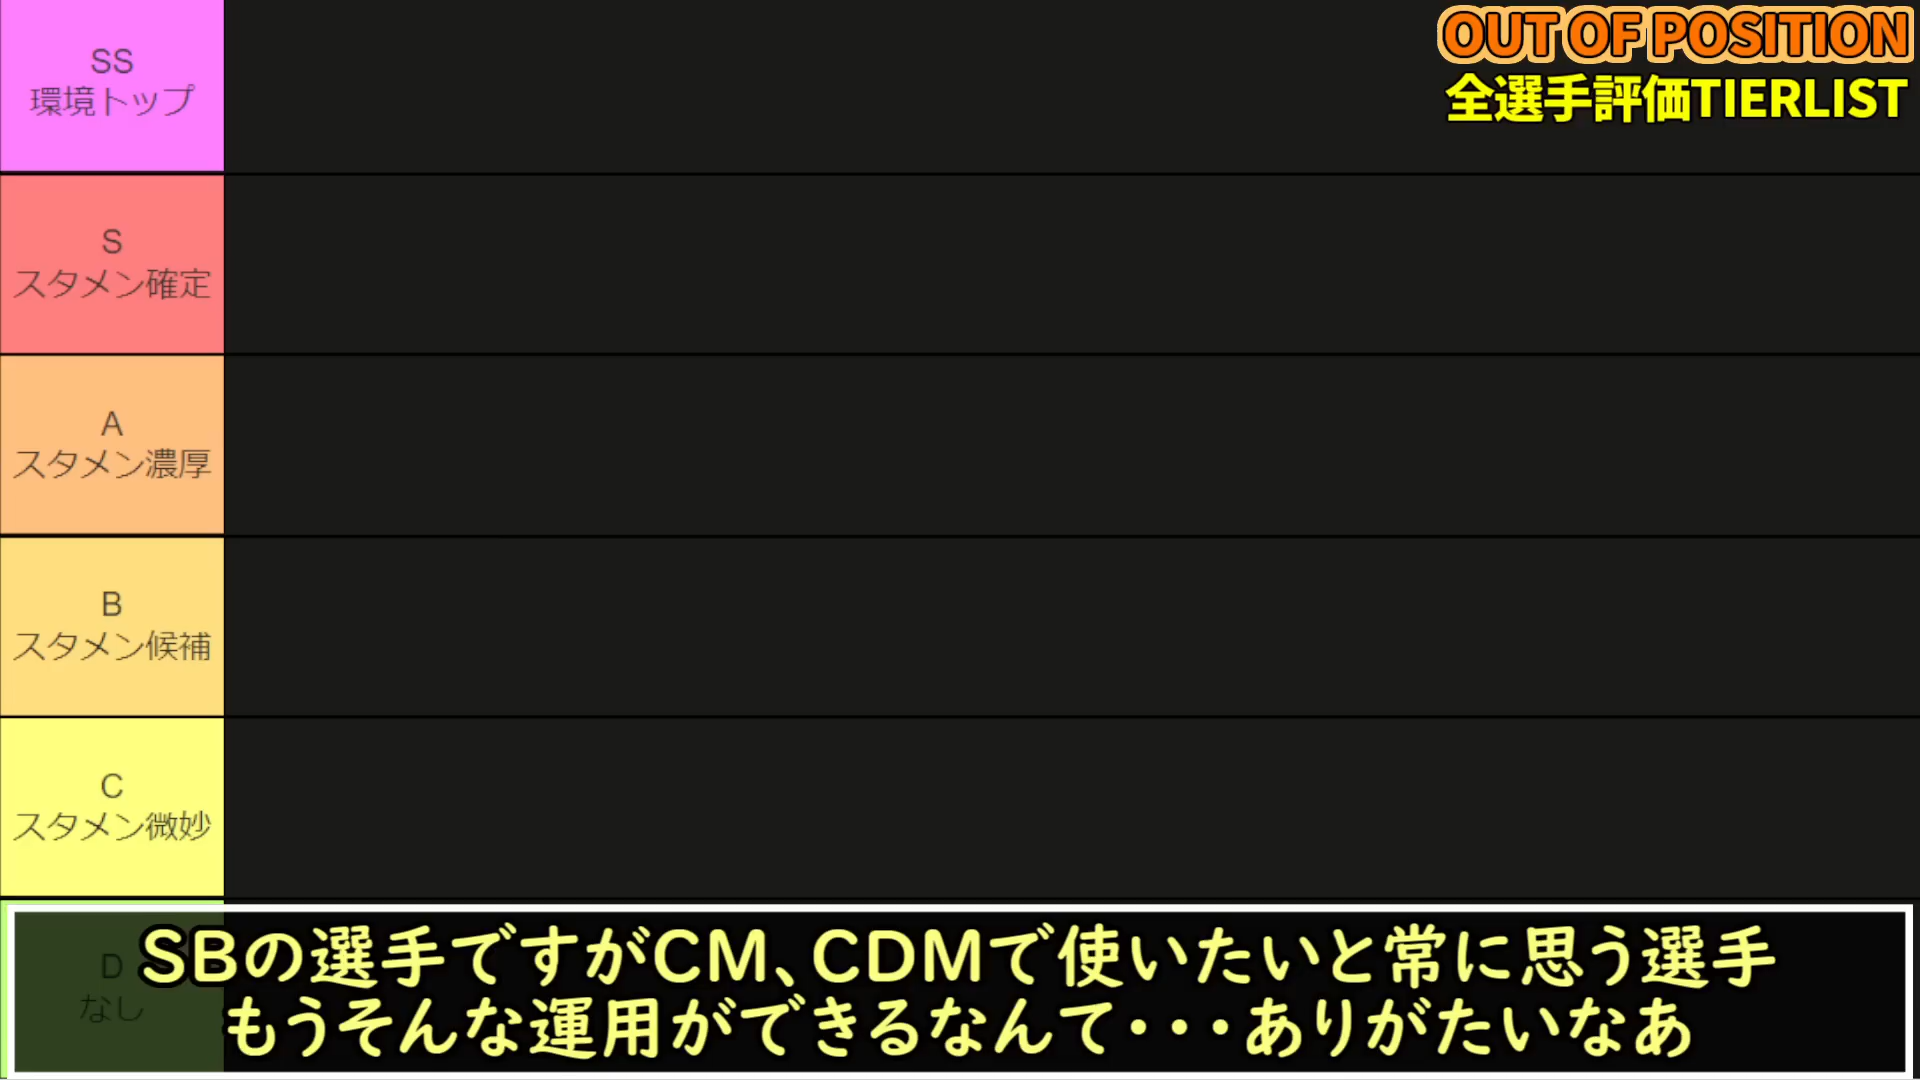 OUT OF POSITION
全選手評価TIERLIST
SS
環境トップ
S
スタメン確定
A
スタメン濃厚
B
スタメン候補
C
スタメン微妙
D
なし
SBの選手ですがCM、CDMで使いたいと常に思う選手
もうそんな運用ができるなんて・・・ありがたいなあ